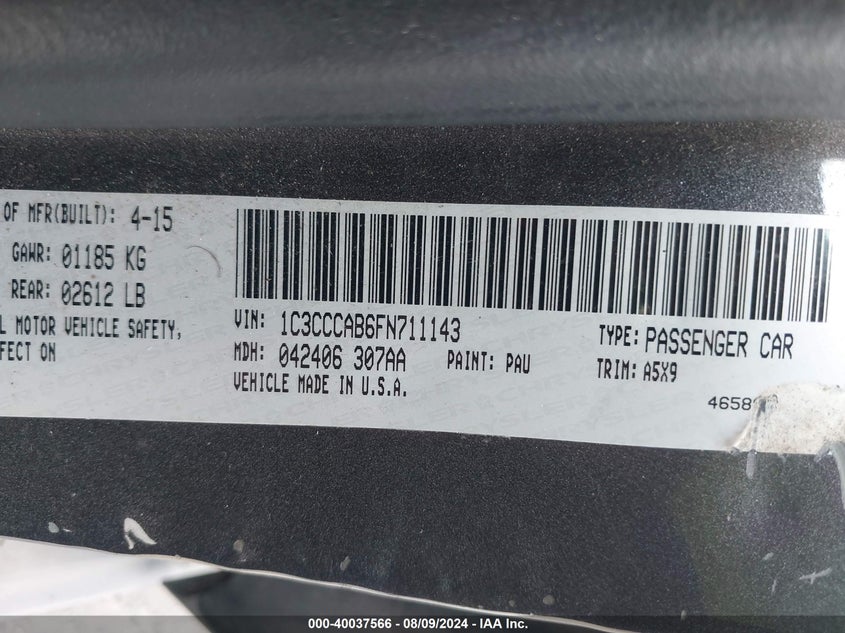 OF MFR(BUILT): 4-15
GAWR: 01185 KG
REAR: 02612 LB
L MOTOR VEHICLE SAFETY,
FECT ON
VIN: 1C3CCCAB6FN711143
TYPE: PASSENGER CAR
MDH: 042406 307AA
PAINT: PAU
TRIM: A5X9
VEHICLE MADE IN U.S.A.
4658
000-40037566 - 08/09/2024 - IAA Inc.